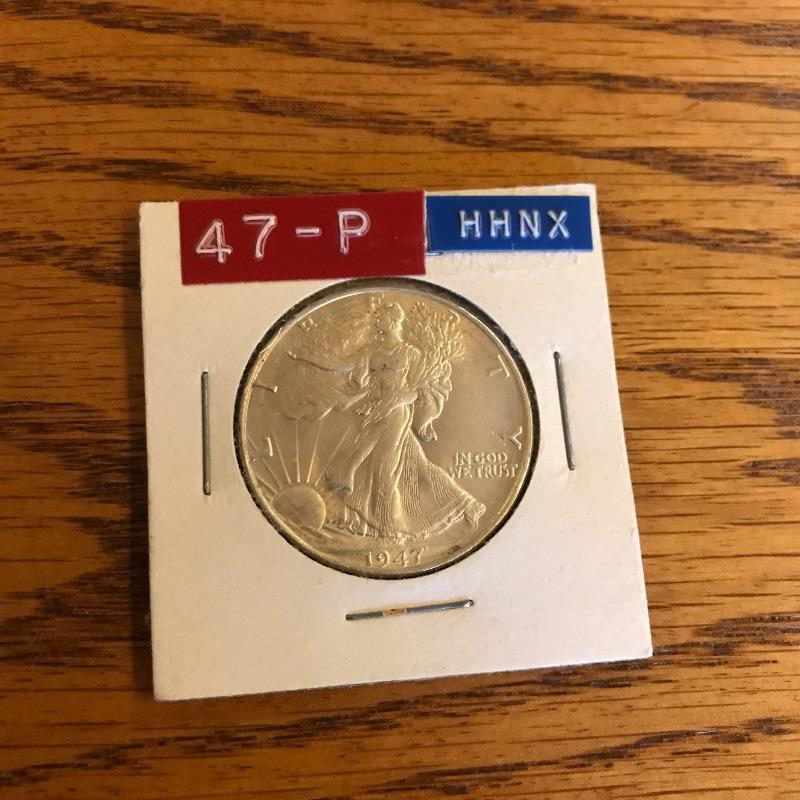 47-P HHNX
LIBERTY
IN GOD
WE TRUST
1947